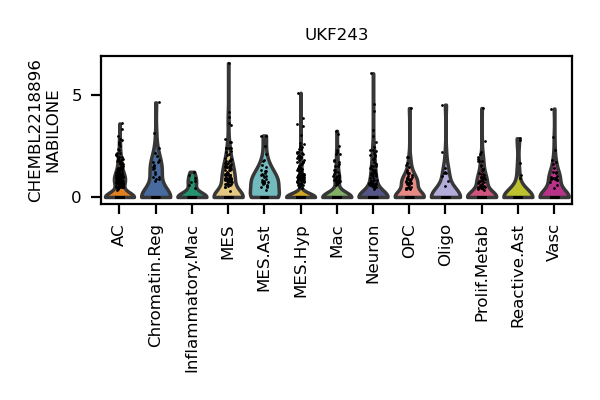 UKF243
CHEMBL2218896
NABILONE
5
0
AC
Chromatin.Reg
Inflammatory.Mac
MES
MES.Ast
MES.Hyp
Mac
Neuron
OPC
Oligo
Prolif.Metab
Reactive.Ast
Vasc